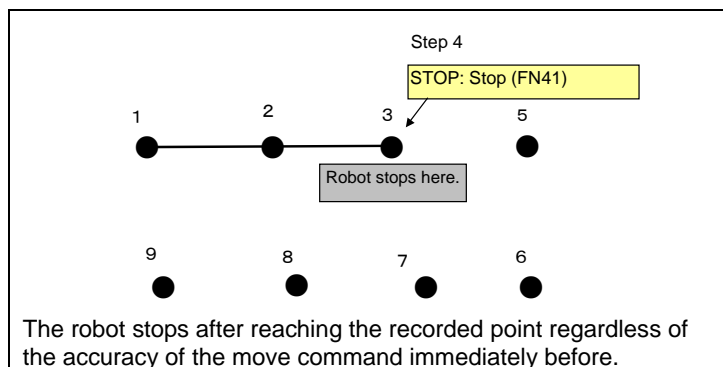 Step 4
STOP: Stop (FN41)
1
2
3
5
Robot stops here.
9
8
7
6
The robot stops after reaching the recorded point regardless of
the accuracy of the move command immediately before.